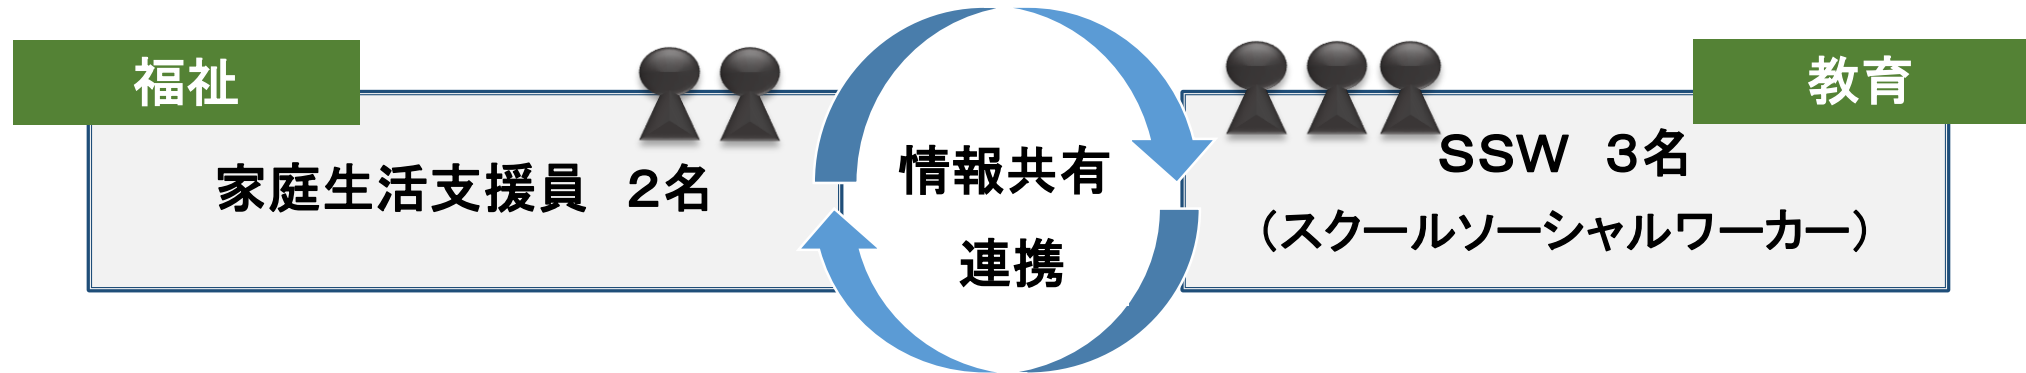 福祉
家庭生活支援員　２名
情報共有
連携
教育
ＳＳＷ　３名
（スクールソーシャルワーカー）